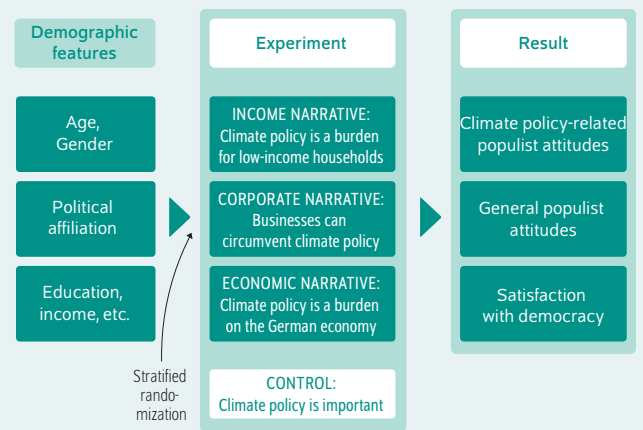 Demographic
features
Experiment
Result
Age,
Gender
Political
affiliation
Education,
income, etc.
Stratified
rando-
mization
INCOME NARRATIVE:
Climate policy is a burden
for low-income households
CORPORATE NARRATIVE:
Businesses can
circumvent climate policy
ECONOMIC NARRATIVE:
Climate policy is a burden
on the German economy
CONTROL:
Climate policy is important
Climate policy-related
populist attitudes
General populist
attitudes
Satisfaction
with democracy